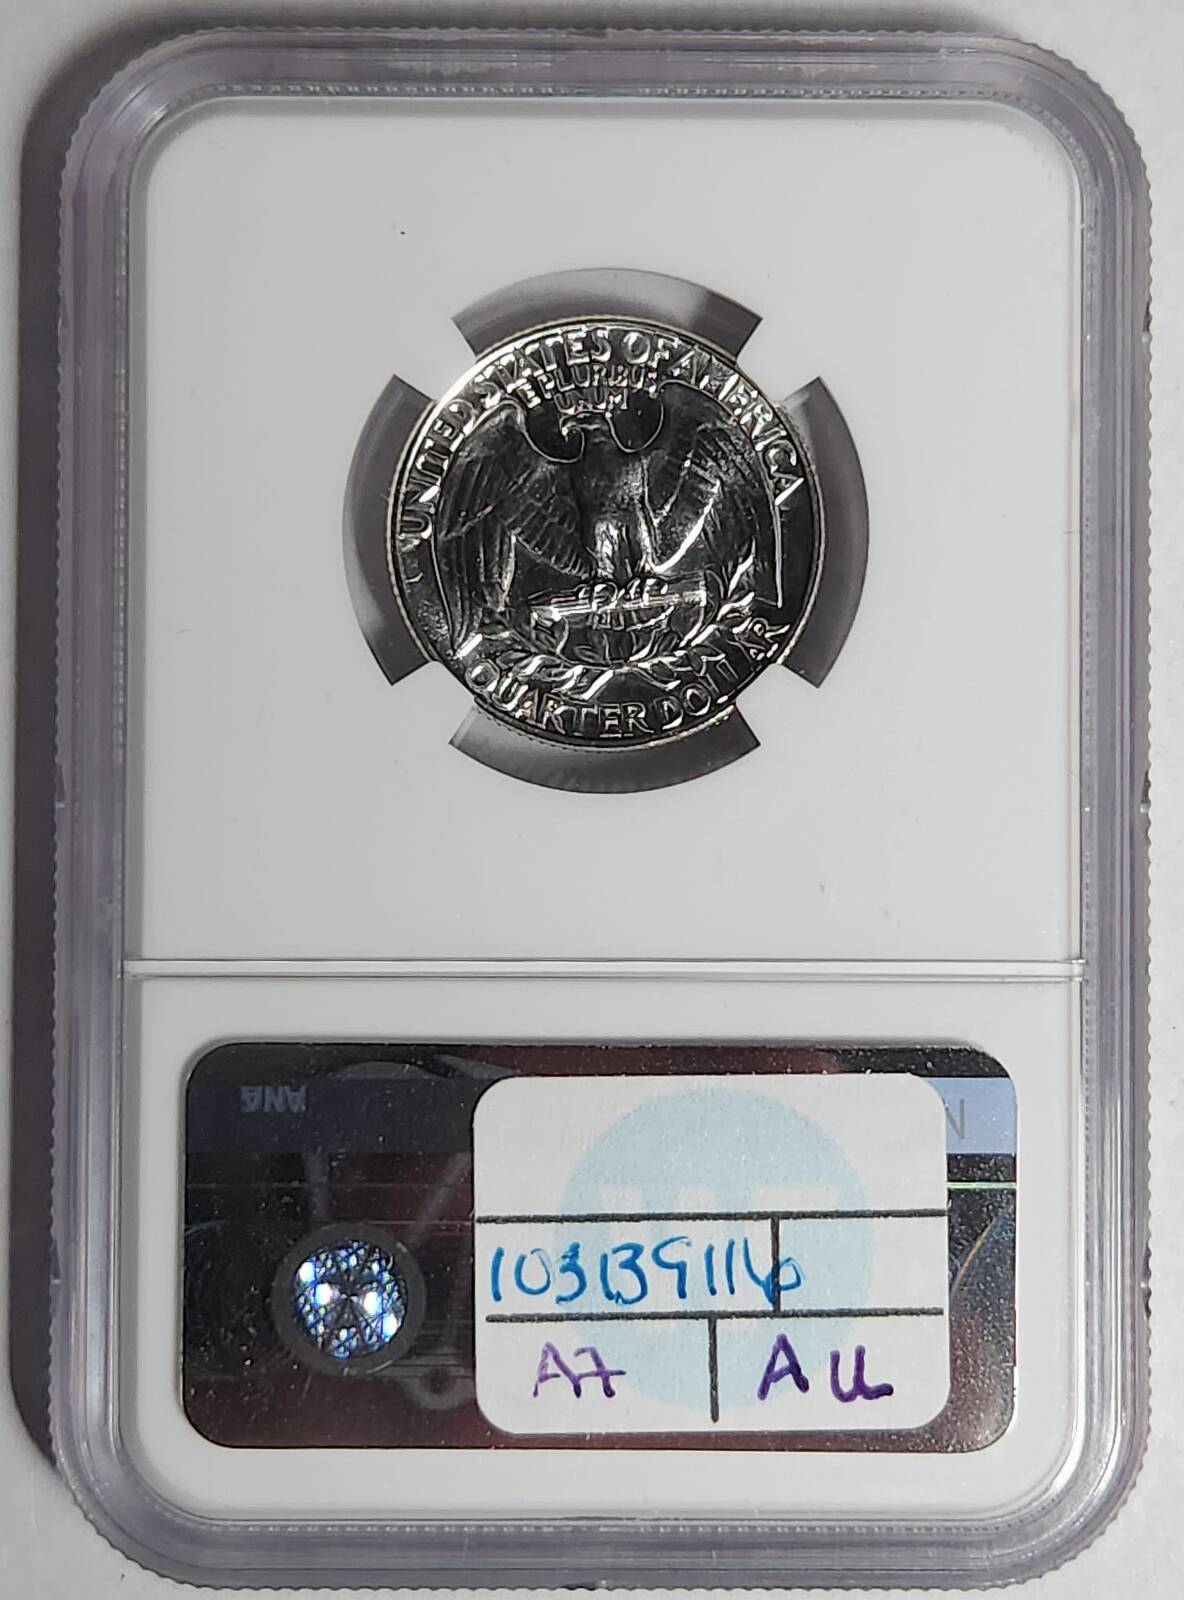 UNITED STATES OF AMERICA
E PLURIBUS
UNUM
QUARTER DOLLAR
ANA
N
103139116
A7
AU